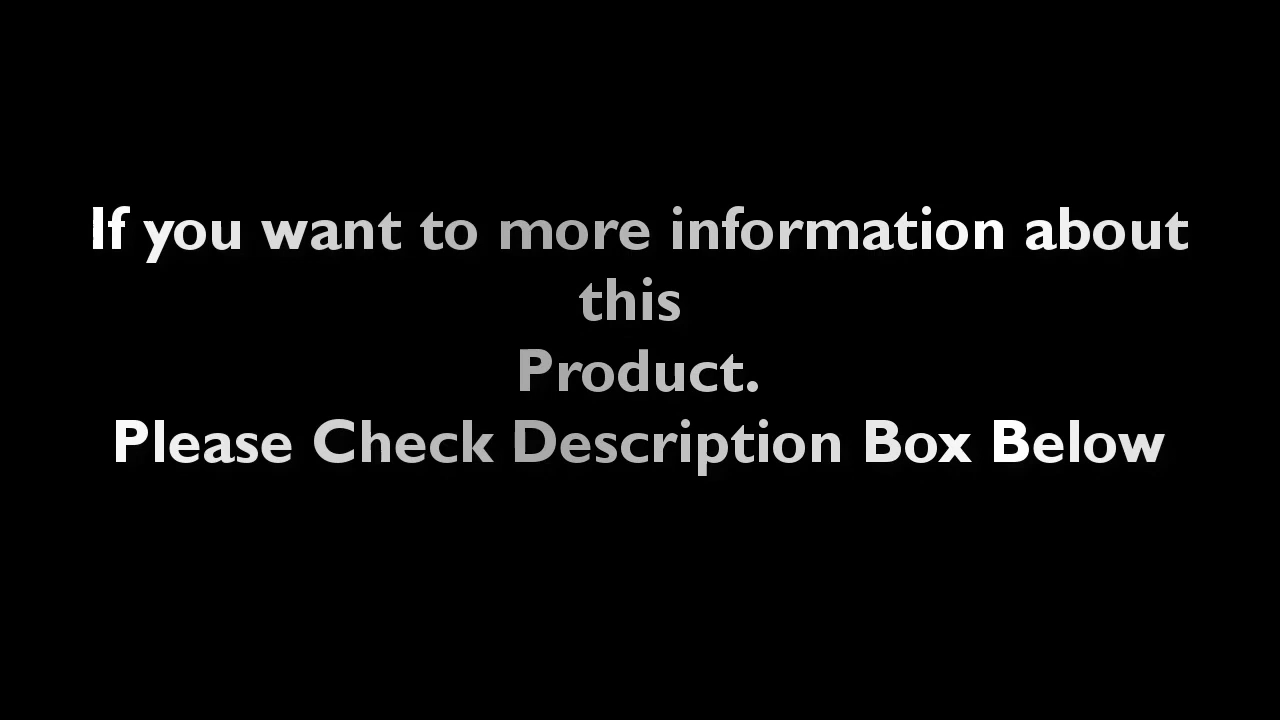 If you want to more information about
this
Product.
Please Check Description Box Below